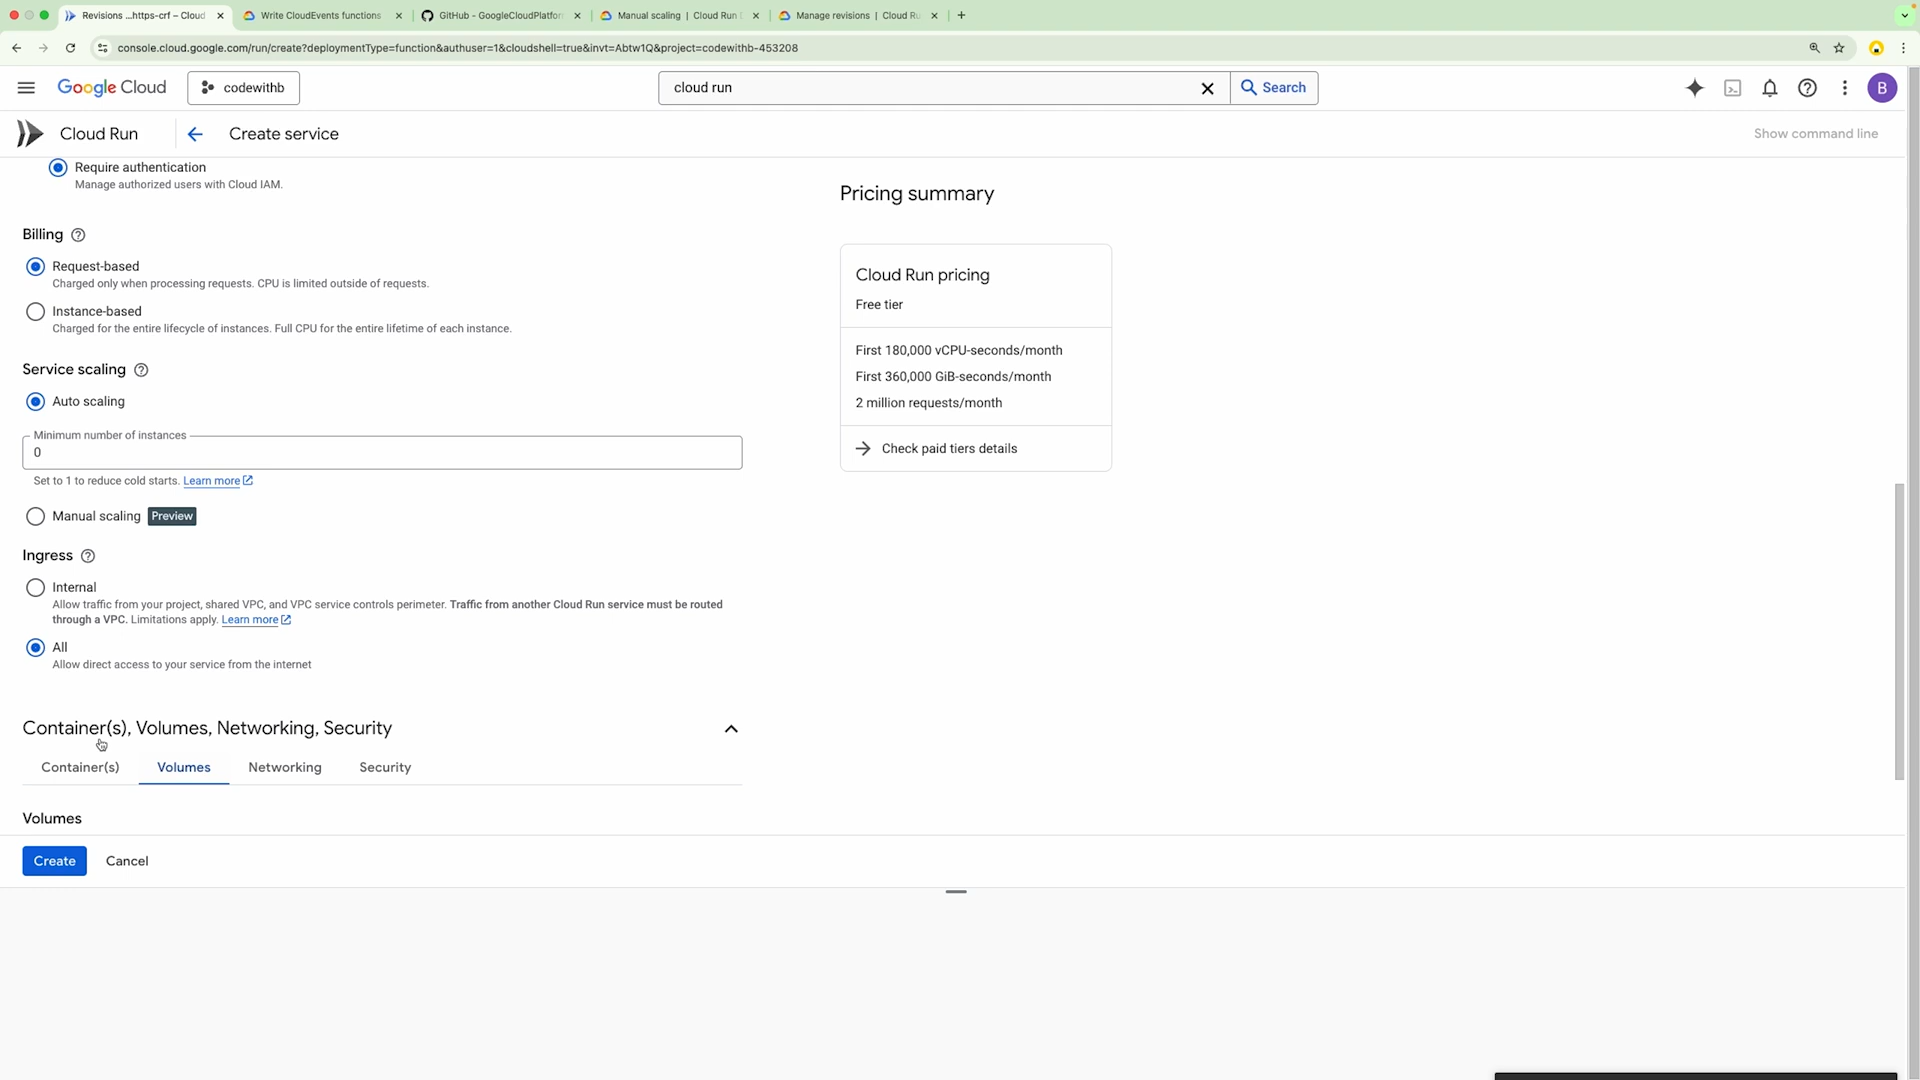 Revisions ...https-crf – Cloud
Write CloudEvents functions
GitHub - GoogleCloudPlatfor
Manual scaling | Cloud Run
Manage revisions | Cloud Ru
console.cloud.google.com/run/create?deploymentType=function&authuser=1&cloudshell=true&invt=Abtw1Q&project=codewithb-453208
Google Cloud
codewithb
cloud run
Search
B
Cloud Run
Create service
Show command line
Require authentication
Manage authorized users with Cloud IAM.
Billing
Request-based
Charged only when processing requests. CPU is limited outside of requests.
Instance-based
Charged for the entire lifecycle of instances. Full CPU for the entire lifetime of each instance.
Service scaling
Auto scaling
Minimum number of instances
0
Set to 1 to reduce cold starts. Learn more
Manual scaling Preview
Ingress
Internal
Allow traffic from your project, shared VPC, and VPC service controls perimeter. Traffic from another Cloud Run service must be routed
through a VPC. Limitations apply. Learn more
All
Allow direct access to your service from the internet
Container(s), Volumes, Networking, Security
Container(s)
Volumes
Networking
Security
Volumes
Create
Cancel
Pricing summary
Cloud Run pricing
Free tier
First 180,000 vCPU-seconds/month
First 360,000 GiB-seconds/month
2 million requests/month
Check paid tiers details